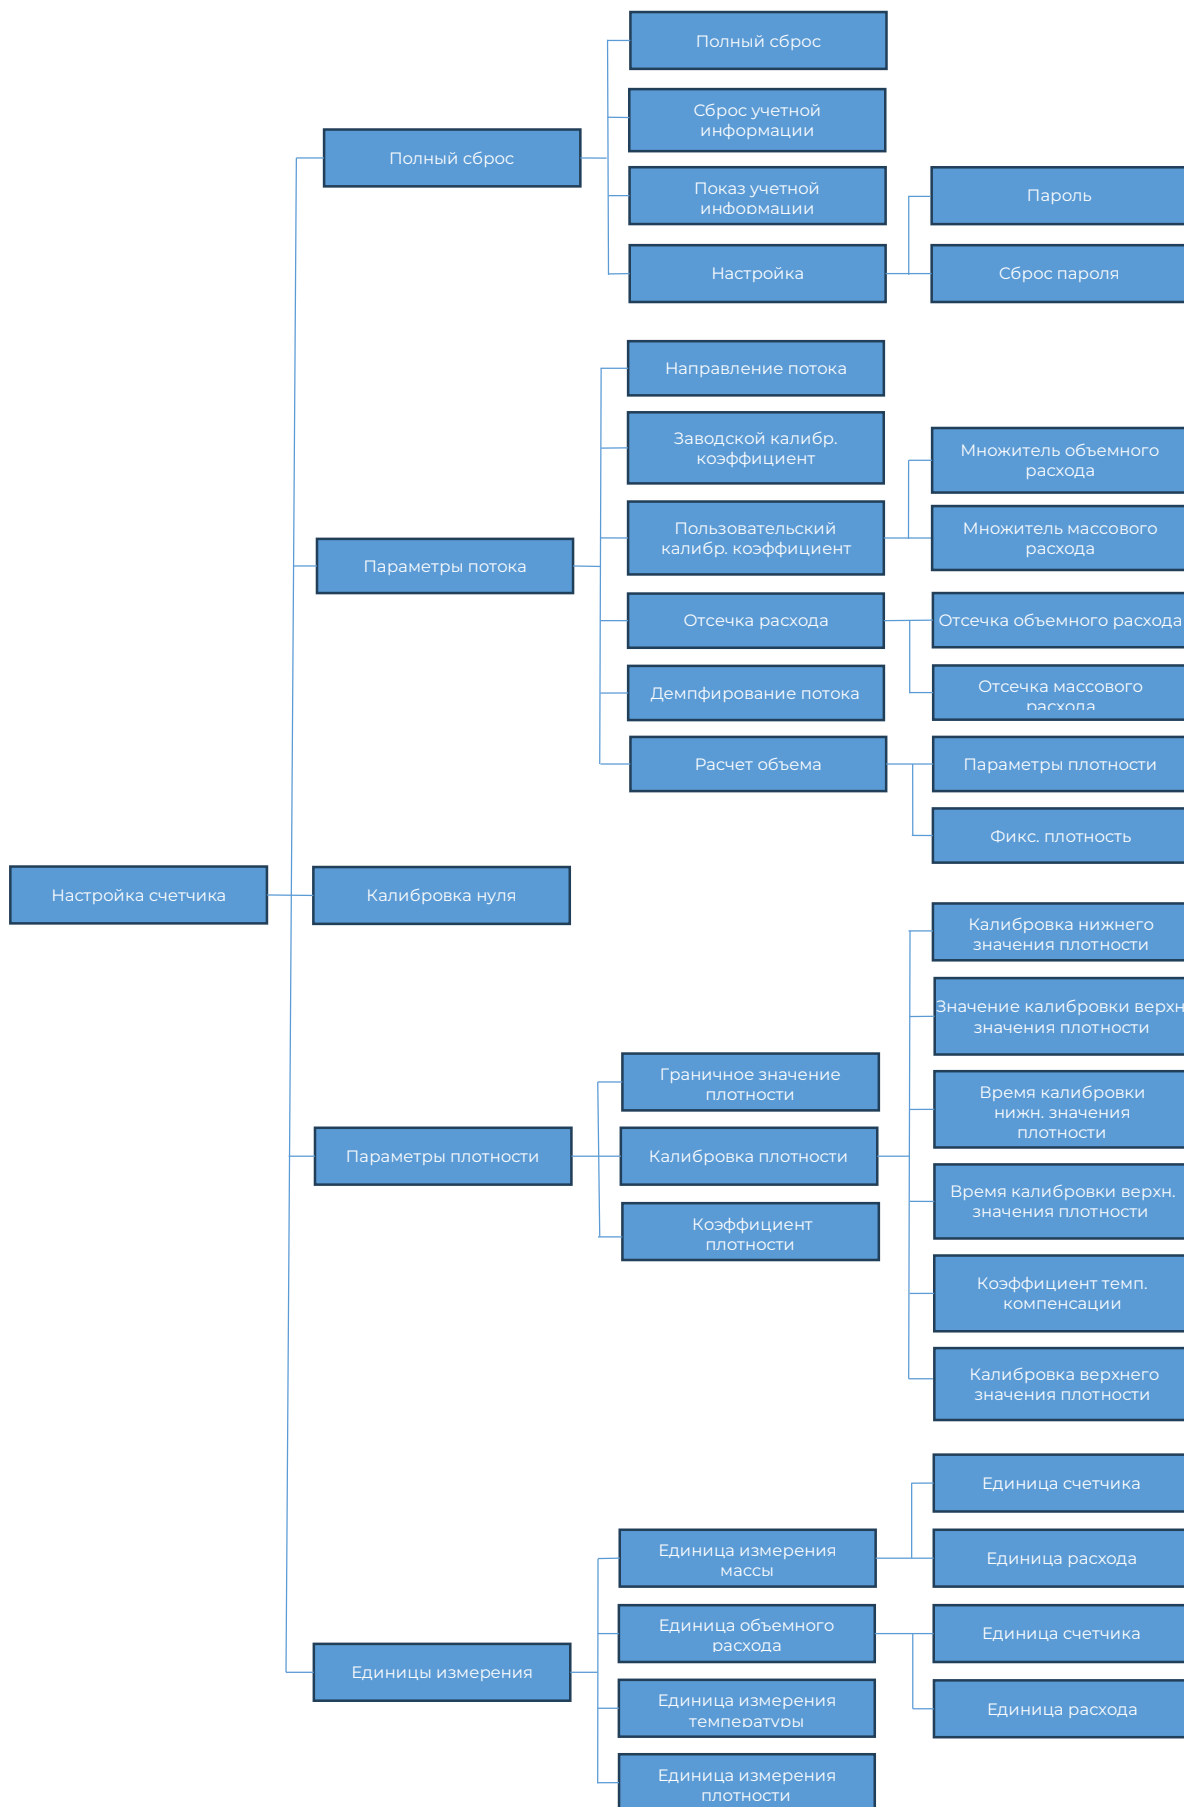 Настройка счетчика
Полный сброс
Полный сброс
Сброс учетной
информации
Показ учетной
информации
Настройка
Пароль
Сброс пароля
Параметры потока
Направление потока
Заводской калибр.
коэффициент
Пользовательский
калибр. коэффициент
Множитель объемного
расхода
Множитель массового
расхода
Отсечка расхода
Отсечка объемного расхода
Отсечка массового
расхода
Демпфирование потока
Расчет объема
Параметры плотности
Фикс. плотность
Калибровка нуля
Параметры плотности
Граничное значение
плотности
Калибровка плотности
Калибровка нижнего
значения плотности
Значение калибровки верхн
значения плотности
Время калибровки
нижн. значения
плотности
Время калибровки верхн.
значения плотности
Коэффициент темп.
компенсации
Калибровка верхнего
значения плотности
Коэффициент
плотности
Единицы измерения
Единица измерения
массы
Единица счетчика
Единица расхода
Единица объемного
расхода
Единица счетчика
Единица расхода
Единица измерения
температуры
Единица измерения
плотности